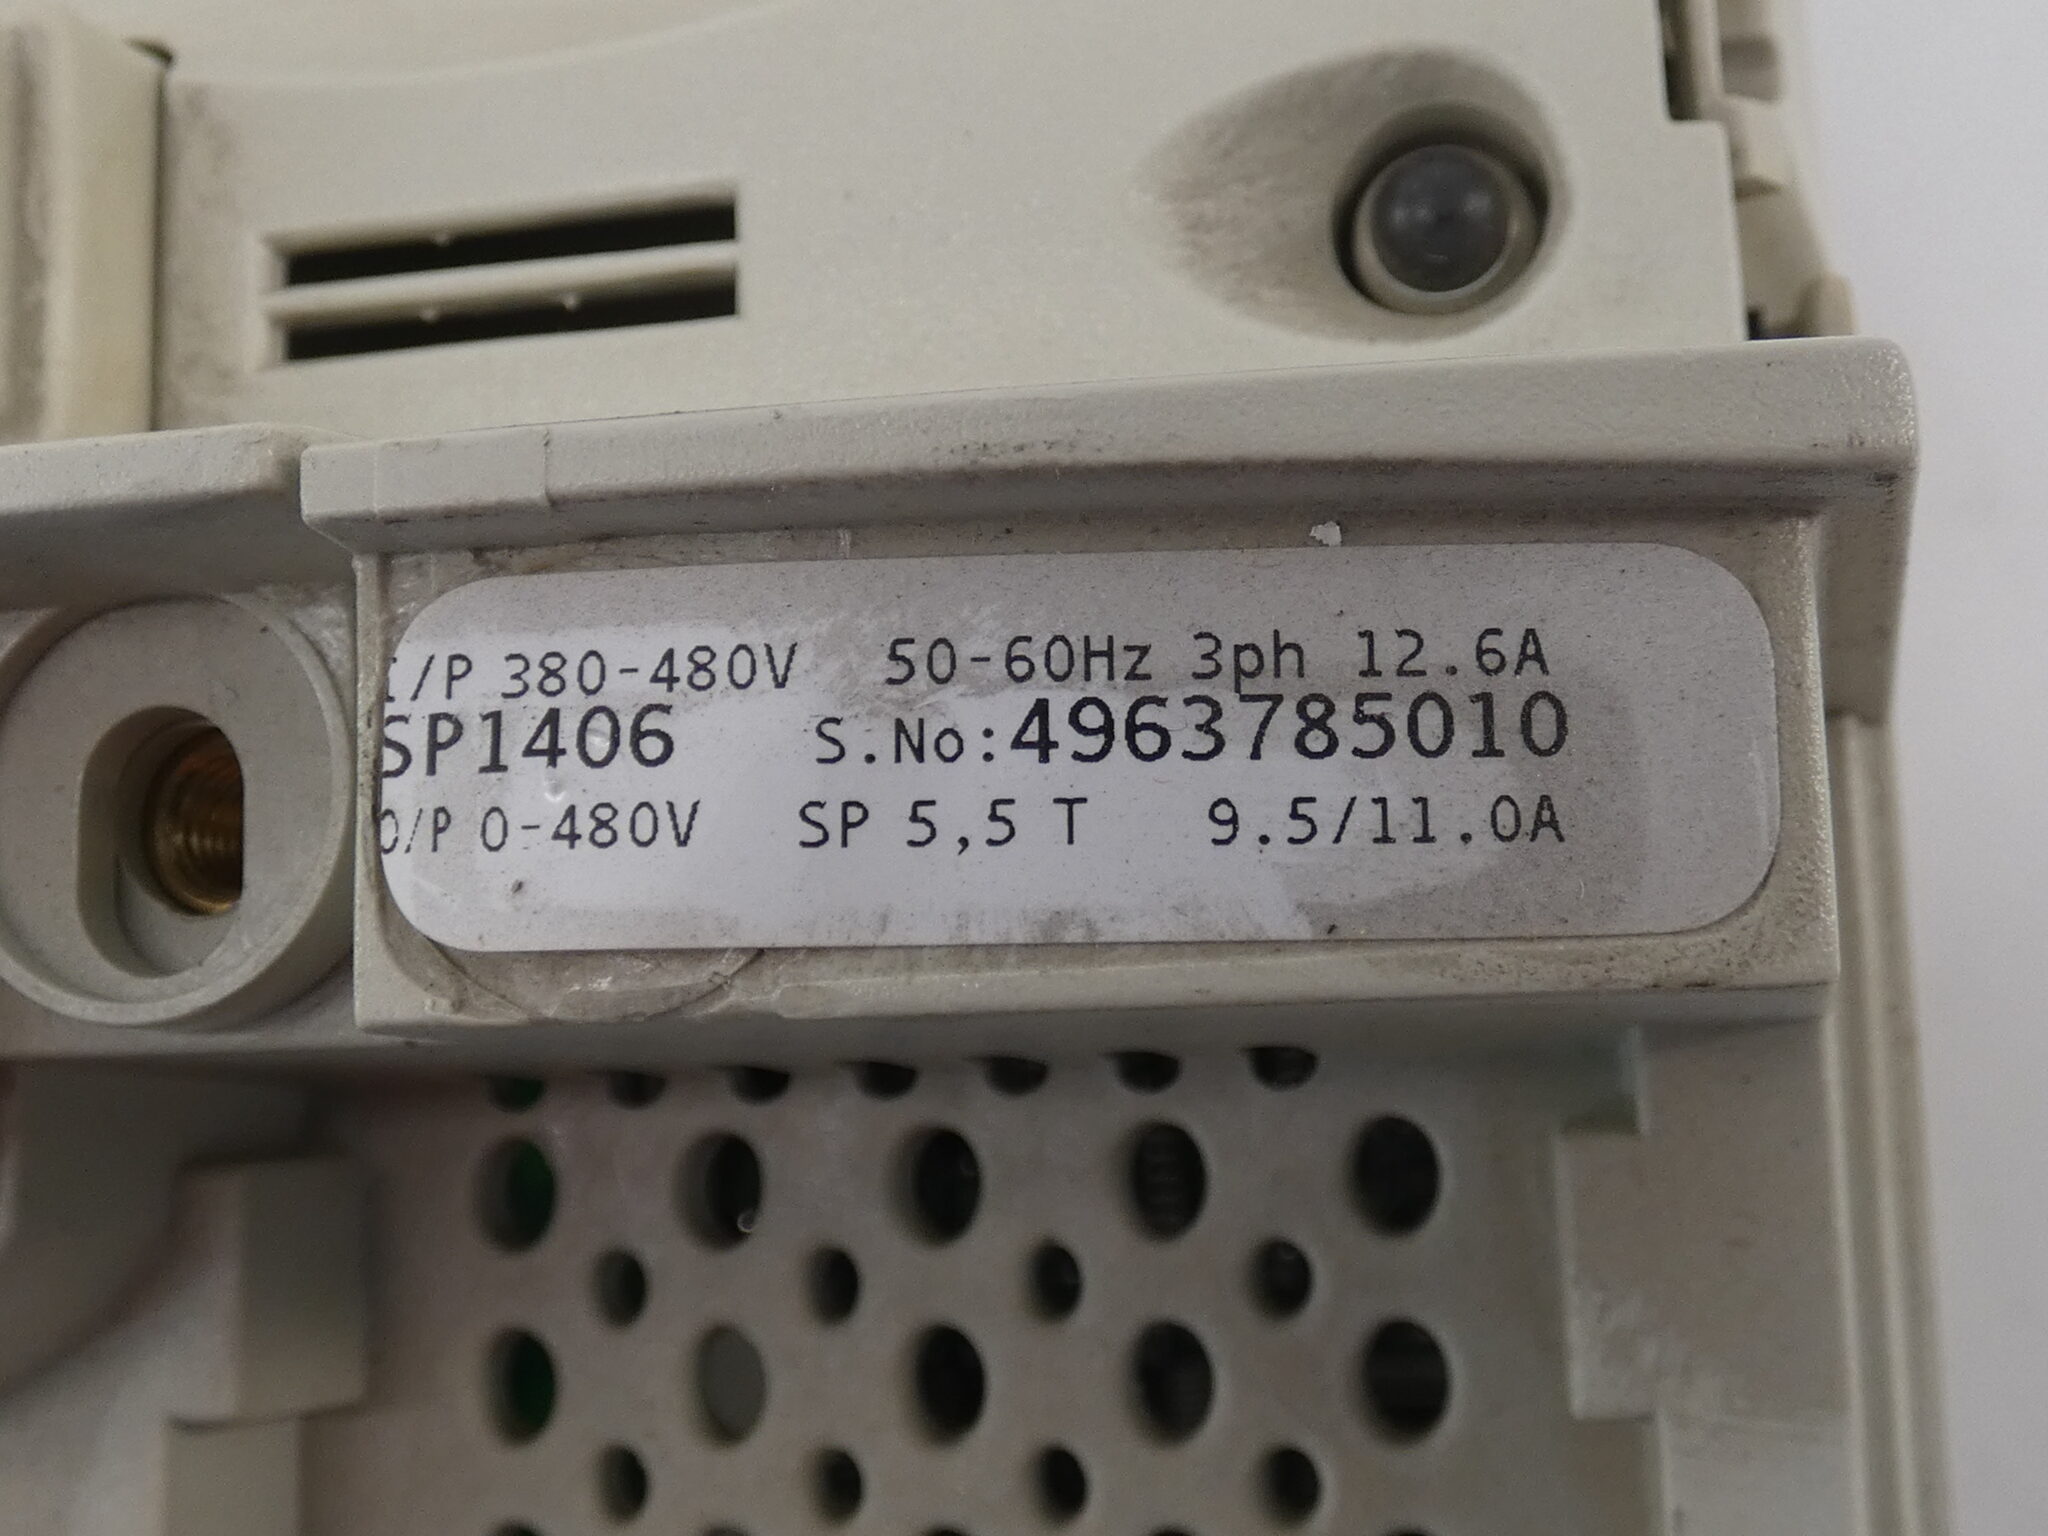 I/P 380-480V 50-60Hz 3ph 12.6A
SP1406 S.No:4963785010
O/P 0-480V SP 5,5 T 9.5/11.0A